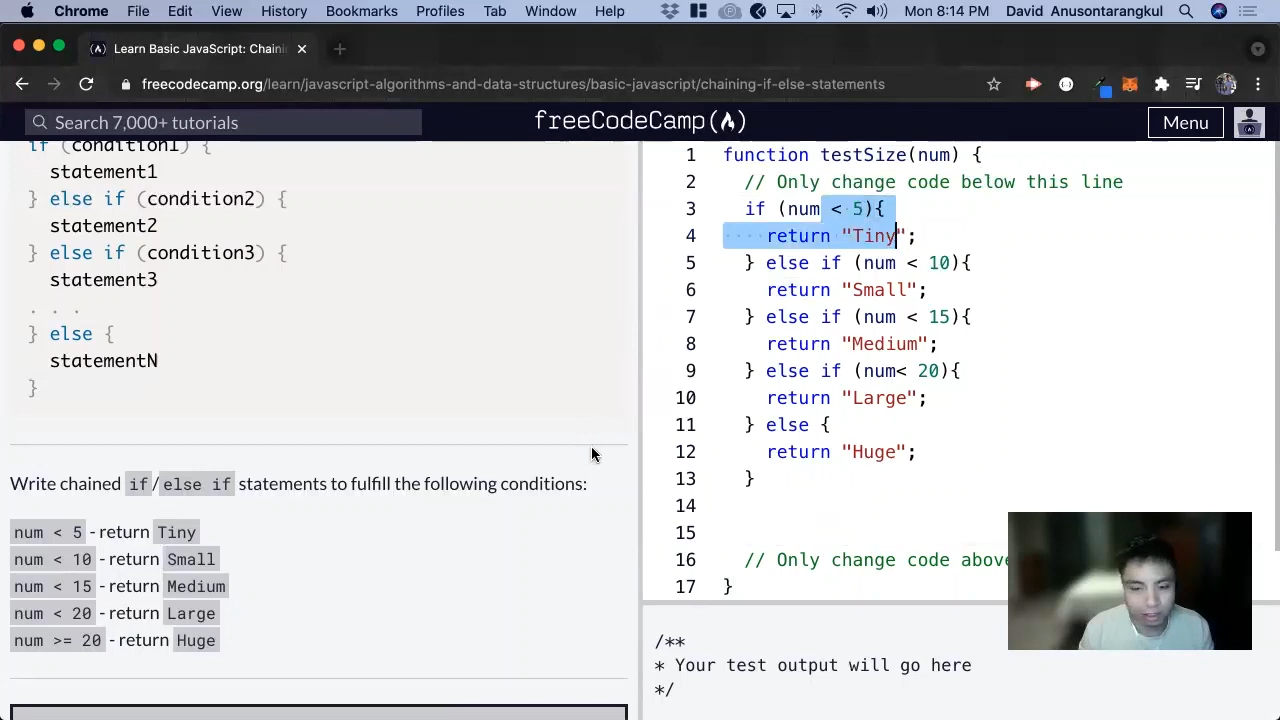 Chrome File Edit View History Bookmarks Profiles Tab Window Help Mon 8:14 PM David Anusontarangkul
Learn Basic JavaScript: Chaini
freecodecamp.org/learn/javascript-algorithms-and-data-structures/basic-javascript/chaining-if-else-statements
Search 7,000+ tutorials
freeCodeCamp
Menu
if (condition1) {
statement1
} else if (condition2) {
statement2
} else if (condition3) {
statement3
. . .
} else {
statementN
}
Write chained if/else if statements to fulfill the following conditions:
num < 5 - return Tiny
num < 10 - return Small
num < 15 - return Medium
num < 20 - return Large
num >= 20 - return Huge
1 function testSize(num) {
2 // Only change code below this line
3 if (num < 5){
4 return "Tiny";
5 } else if (num < 10){
6 return "Small";
7 } else if (num < 15){
8 return "Medium";
9 } else if (num< 20){
10 return "Large";
11 } else {
12 return "Huge";
13 }
14
15
16 // Only change code above
17 }
/**
* Your test output will go here
*/